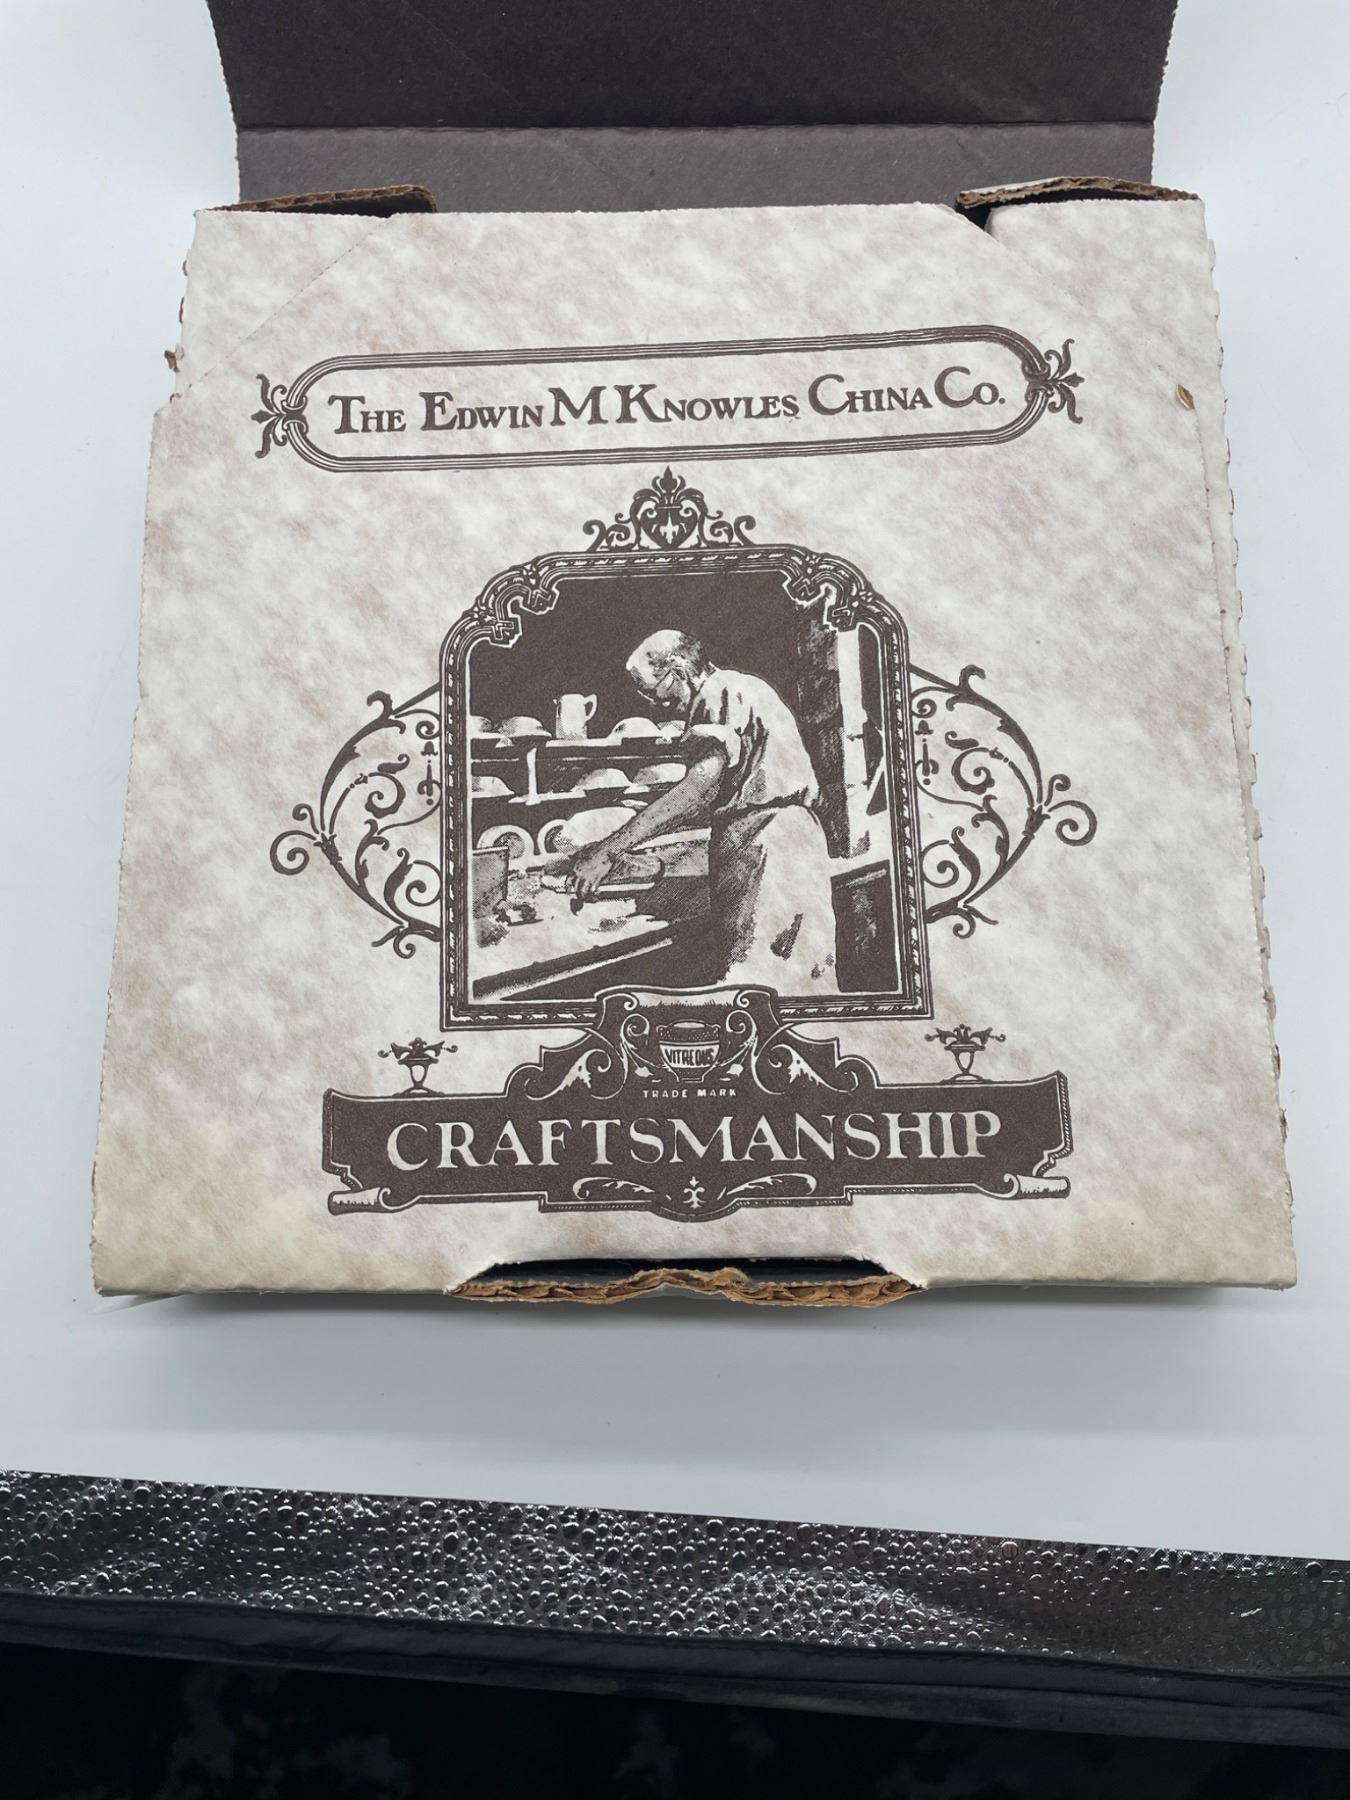 The Edwin M Knowles China Co.
VITREOUS
TRADE MARK
CRAFTSMANSHIP